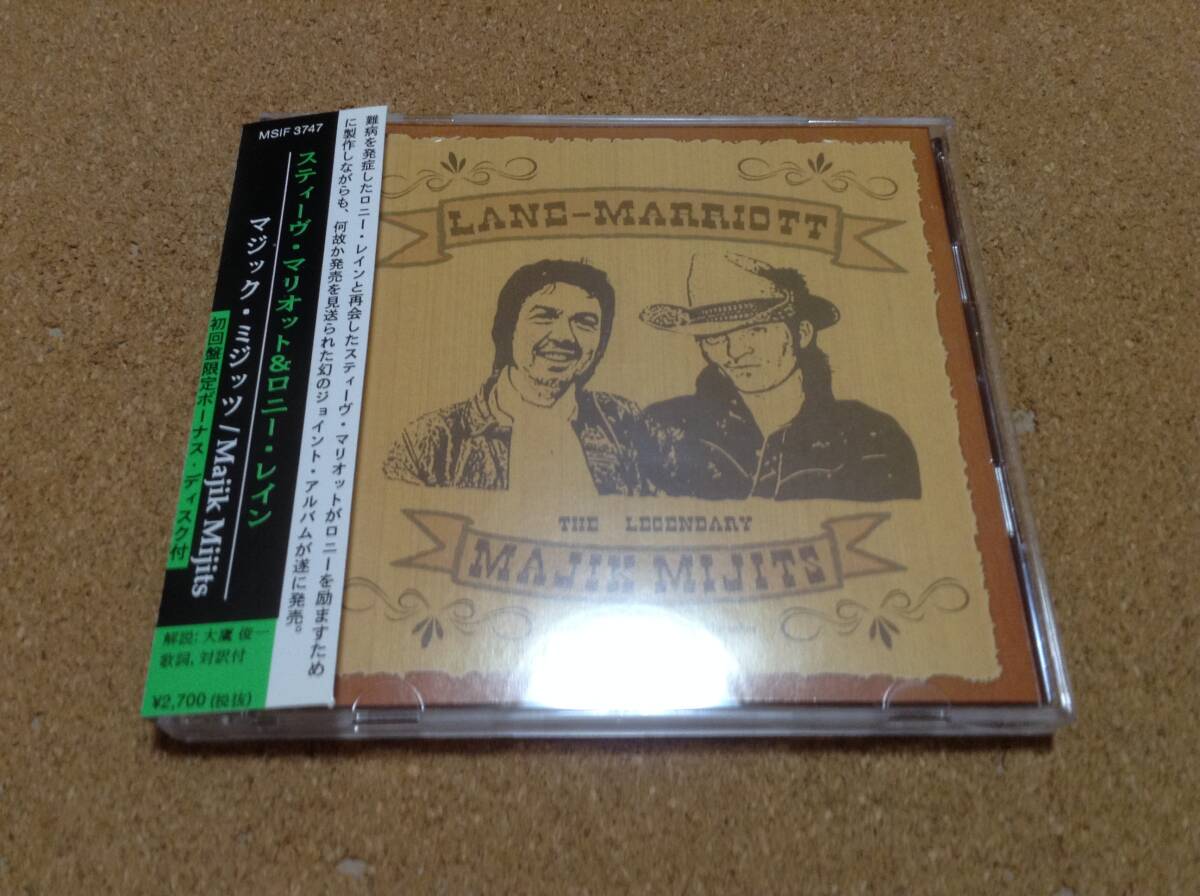 MSIF 3747
難病を発症したロニー・レインと再会したスティーヴ・マリオットがロニーを励ますため
に製作しながらも、何故か発売を見送られた幻のジョイント・アルバムが遂に発売。
スティーヴ・マリオット&ロニー・レイン
マジック・ミジッツ/Majik Mijits
初回盤限定ボーナス・ディスク付
解説: 大鷹 俊一
歌詞, 対訳付
¥2,700 (税抜)
LANE-MARRIOTT
THE LEGENDARY
MAJIK MIJITS